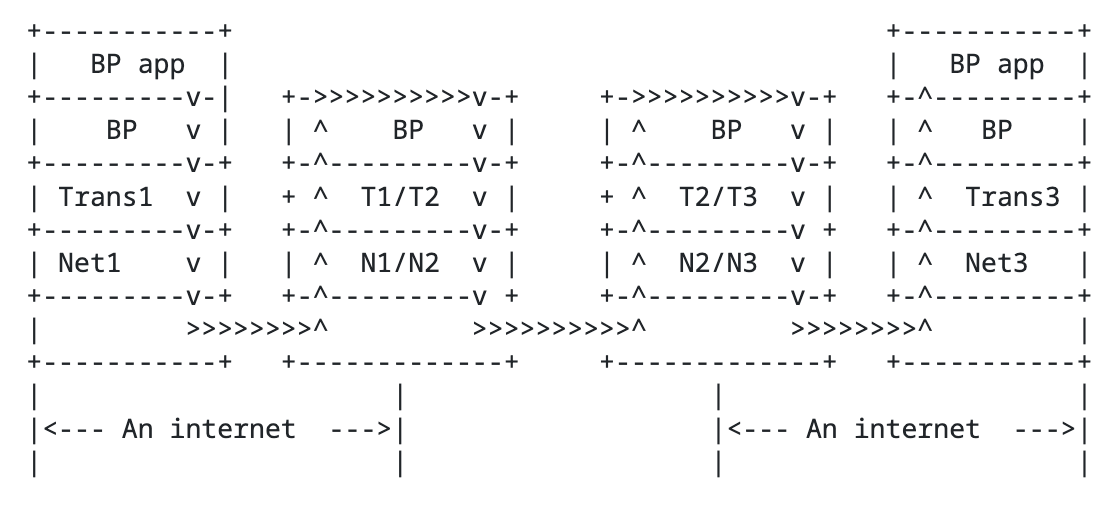 +-----------+                                         +-----------+
|   BP app  |                                         |   BP app  |
+---------v-|   +->>>>>>>>>>v-+     +->>>>>>>>>>v-+   +-^---------+
|    BP   v |   | ^    BP   v |     | ^    BP   v |   | ^   BP    |
+---------v-+   +-^---------v-+     +-^---------v-+   +-^---------+
| Trans1  v |   + ^  T1/T2  v |     + ^  T2/T3  v |   | ^  Trans3 |
+---------v-+   +-^---------v-+     +-^---------v +   +-^---------+
| Net1    v |   | ^  N1/N2  v |     | ^  N2/N3  v |   | ^  Net3   |
+---------v-+   +-^---------v +     +-^---------v-+   +-^---------+
|         >>>>>>>>^         >>>>>>>>>>^         >>>>>>>>^         |
+-----------+   +-------------+     +-------------+   +-----------+
|                      |                   |                      |
|<--- An internet  --->|                   |<--- An internet  --->|
|                      |                   |                      |